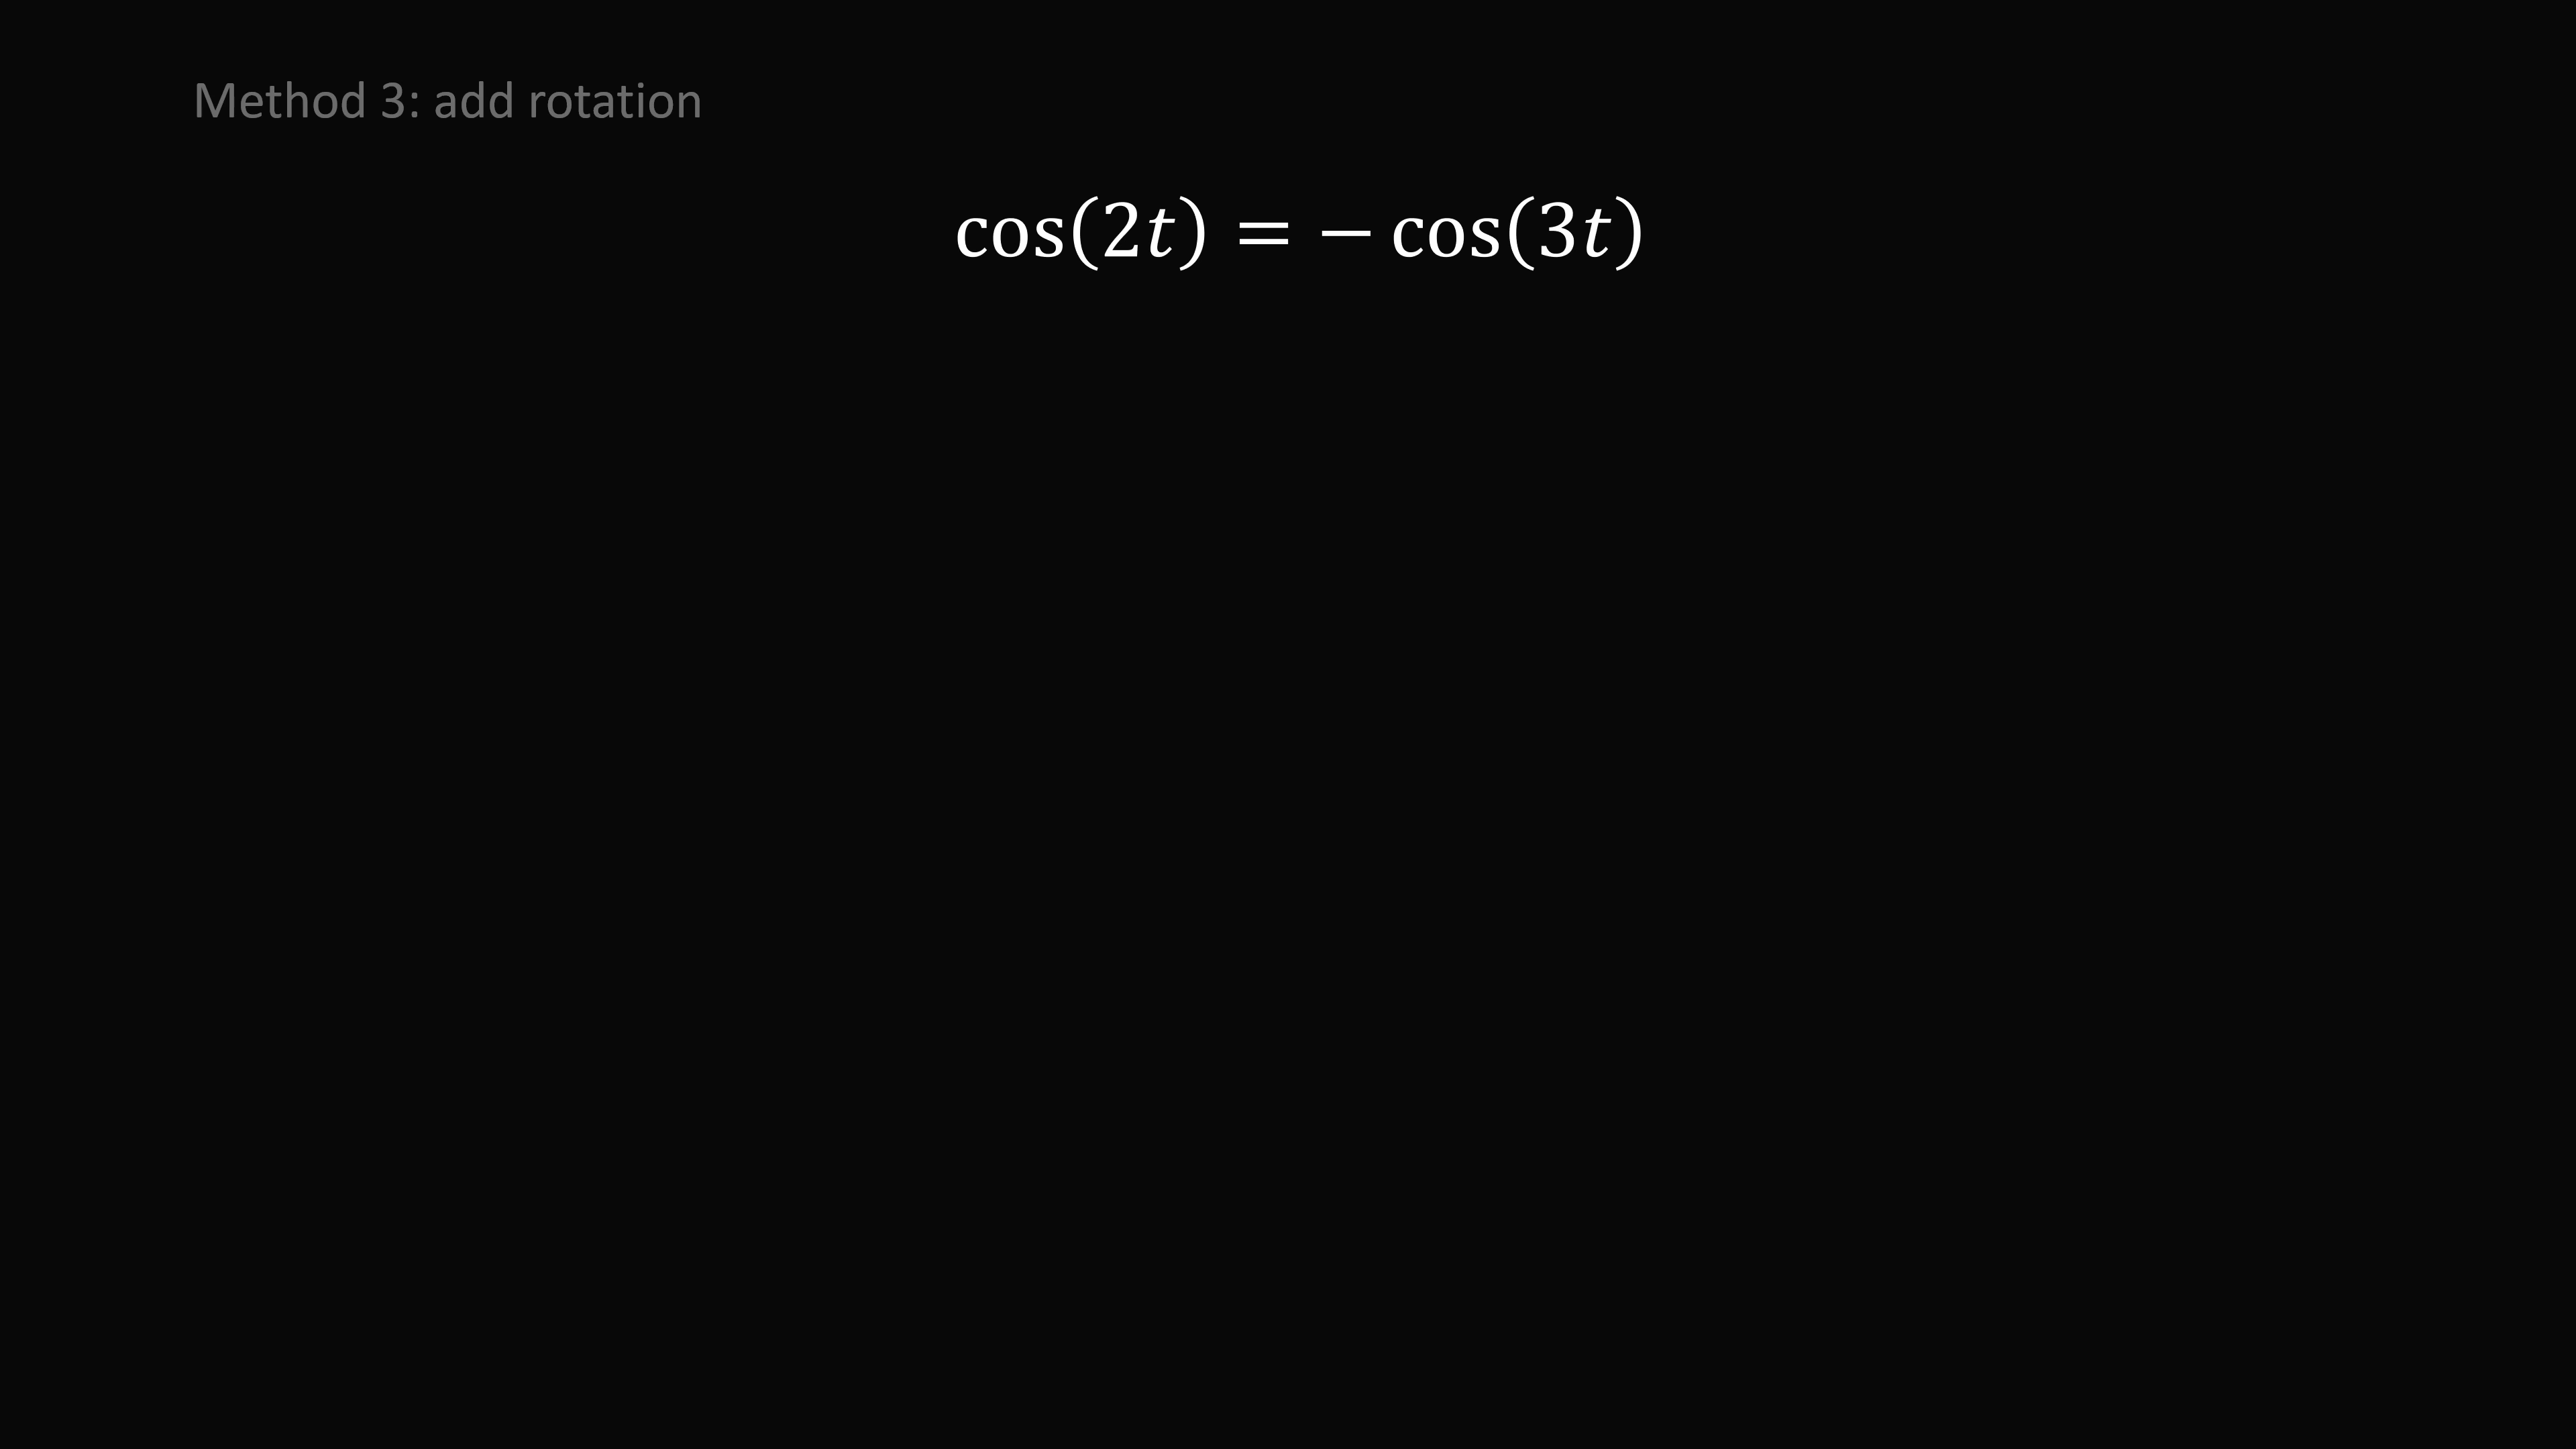 Method 3: add rotation
cos(2t) = − cos(3t)